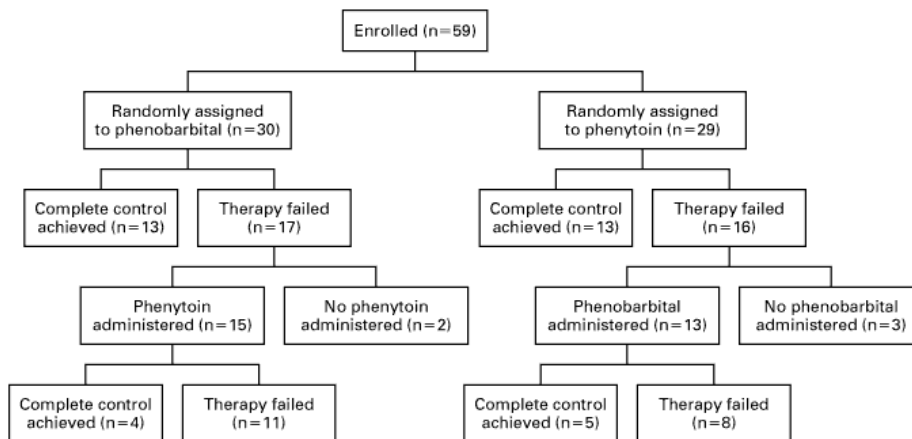 Enrolled (n=59)
Randomly assigned
to phenobarbital (n=30)
Randomly assigned
to phenytoin (n=29)
Complete control
achieved (n=13)
Therapy failed
(n=17)
Complete control
achieved (n=13)
Therapy failed
(n=16)
Phenytoin
administered (n=15)
No phenytoin
administered (n=2)
Phenobarbital
administered (n=13)
No phenobarbital
administered (n=3)
Complete control
achieved (n=4)
Therapy failed
(n=11)
Complete control
achieved (n=5)
Therapy failed
(n=8)